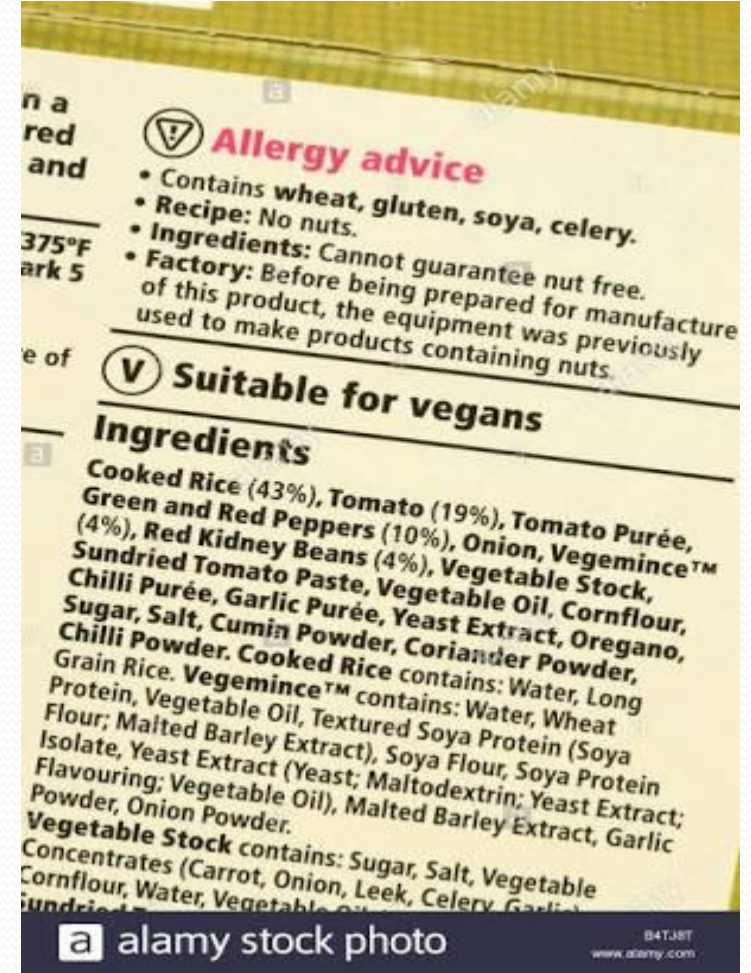 n a
red
and
375°F
ark 5
e of
Allergy advice
• Contains wheat, gluten, soya, celery.
• Recipe: No nuts.
• Ingredients: Cannot guarantee nut free.
• Factory: Before being prepared for manufacture
of this product, the equipment was previously
used to make products containing nuts.
V Suitable for vegans
Ingredients
Cooked Rice (43%), Tomato (19%), Tomato Purée,
Green and Red Peppers (10%), Onion, Vegemince™
(4%), Red Kidney Beans (4%), Vegetable Stock,
Sundried Tomato Paste, Vegetable Oil, Cornflour,
Chilli Purée, Garlic Purée, Yeast Extract, Oregano,
Sugar, Salt, Cumin Powder, Coriander Powder,
Chilli Powder. Cooked Rice contains: Water, Long
Grain Rice. Vegemince™ contains: Water, Wheat
Protein, Vegetable Oil, Textured Soya Protein (Soya
Flour; Malted Barley Extract), Soya Flour, Soya Protein
Isolate, Yeast Extract (Yeast; Maltodextrin; Yeast Extract;
Flavouring; Vegetable Oil), Malted Barley Extract, Garlic
Powder, Onion Powder.
Vegetable Stock contains: Sugar, Salt, Vegetable
Concentrates (Carrot, Onion, Leek, Celery, Garlic)
Cornflour, Water, Vegetable
a alamy stock photo
B4TJ8T
www.alamy.com